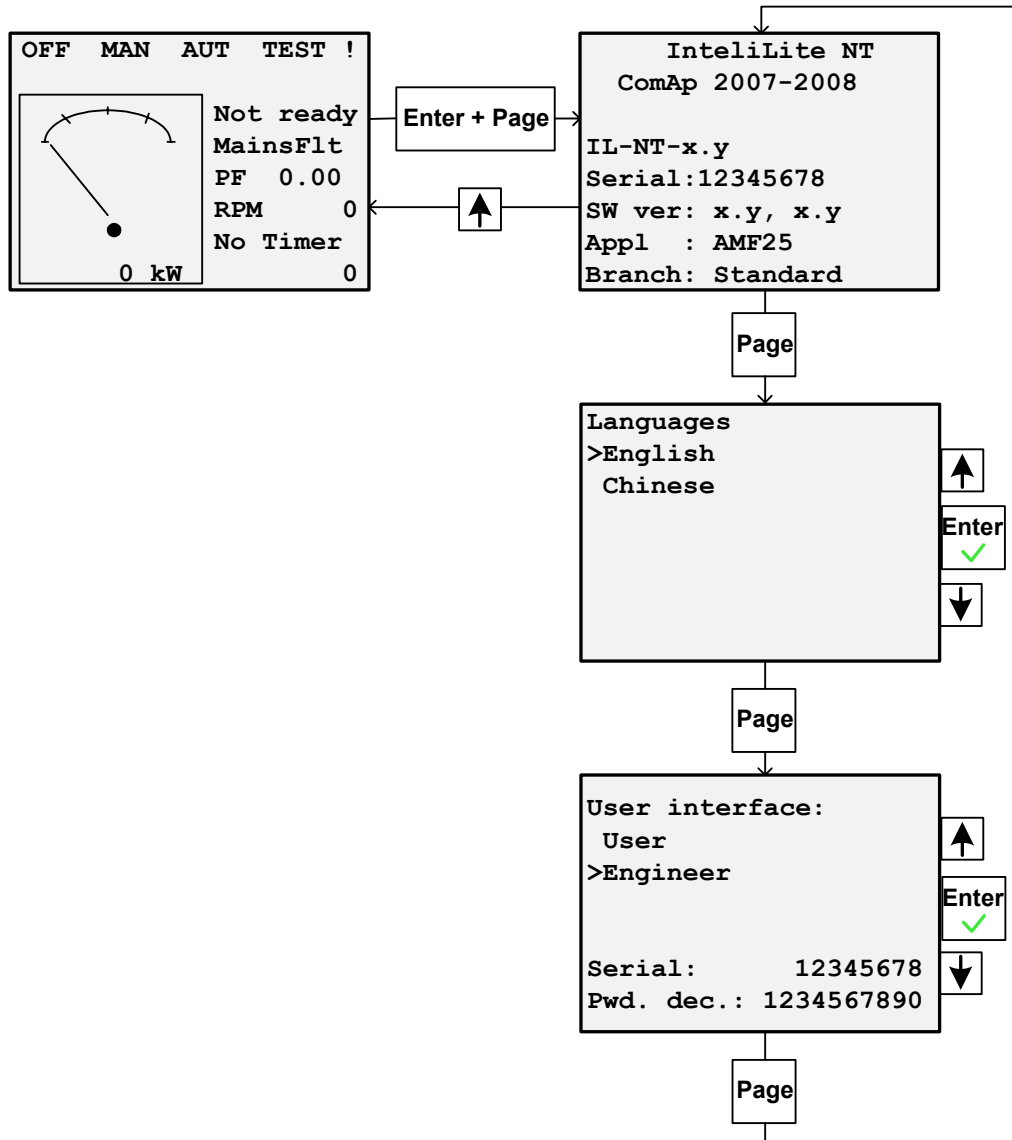 OFF MAN AUT TEST !
Not ready
MainsFlt
PF 0.00
RPM 0
No Timer
0 kW 0
Enter + Page
InteliLite NT
ComAp 2007-2008
IL-NT-x.y
Serial:12345678
SW ver: x.y, x.y
Appl : AMF25
Branch: Standard
Page
Languages
>English
Chinese
Enter
Page
User interface:
User
>Engineer
Serial: 12345678
Pwd. dec.: 1234567890
Enter
Page